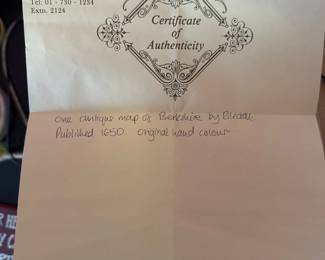 Tel: 01 - 730 - 1234
Extn. 2124
Certificate
of
Authenticity
One antique map of Berkshire by Bleau
Published 1650. Original hand colour